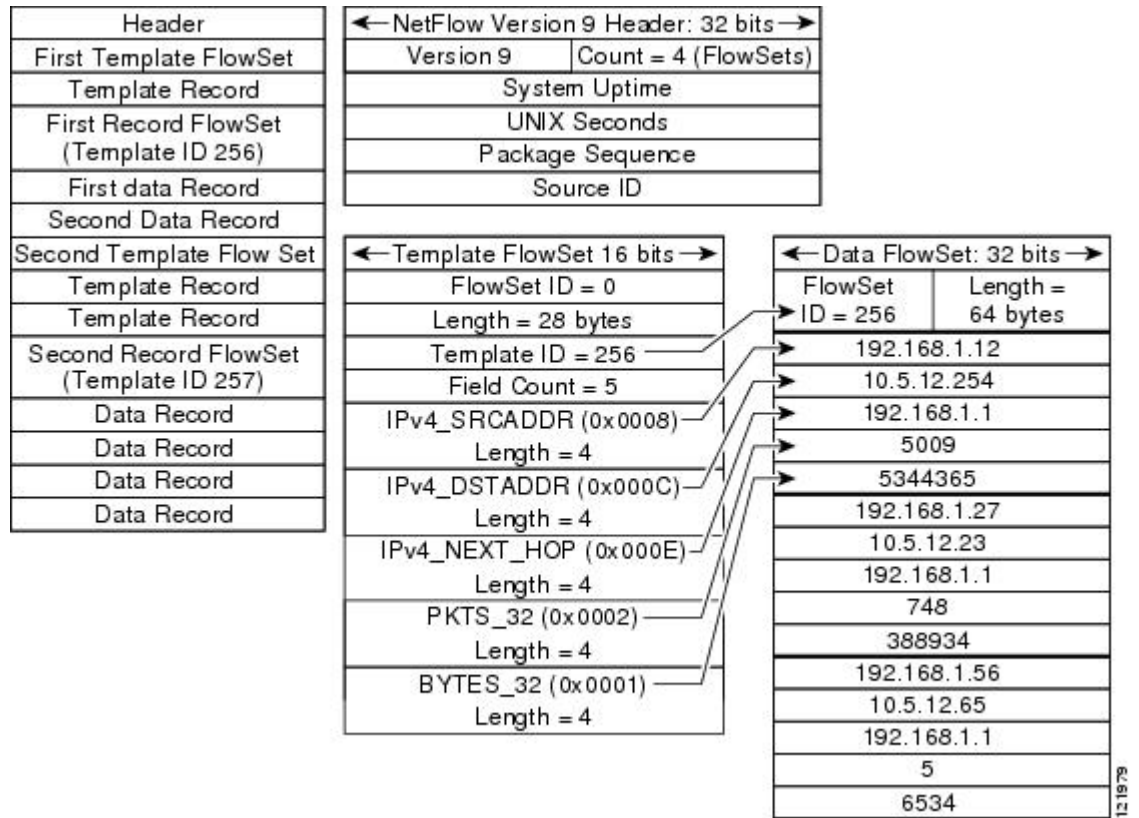 Header
First Template FlowSet
Template Record
First Record FlowSet
(Template ID 256)
First data Record
Second Data Record
Second Template Flow Set
Template Record
Template Record
Second Record FlowSet
(Template ID 257)
Data Record
Data Record
Data Record
Data Record
NetFlow Version 9 Header: 32 bits
Version 9 Count = 4 (FlowSets)
System Uptime
UNIX Seconds
Package Sequence
Source ID
Template FlowSet 16 bits
FlowSet ID = 0
Length = 28 bytes
Template ID = 256
Field Count = 5
IPv4_SRCADDR (0x0008)
Length = 4
IPv4_DSTADDR (0x000C)
Length = 4
IPv4_NEXT_HOP (0x000E)
Length = 4
PKTS_32 (0x0002)
Length = 4
BYTES_32 (0x0001)
Length = 4
Data FlowSet: 32 bits
FlowSet
ID = 256
Length =
64 bytes
192.168.1.12
10.5.12.254
192.168.1.1
5009
5344365
192.168.1.27
10.5.12.23
192.168.1.1
748
388934
192.168.1.56
10.5.12.65
192.168.1.1
5
6534
121979